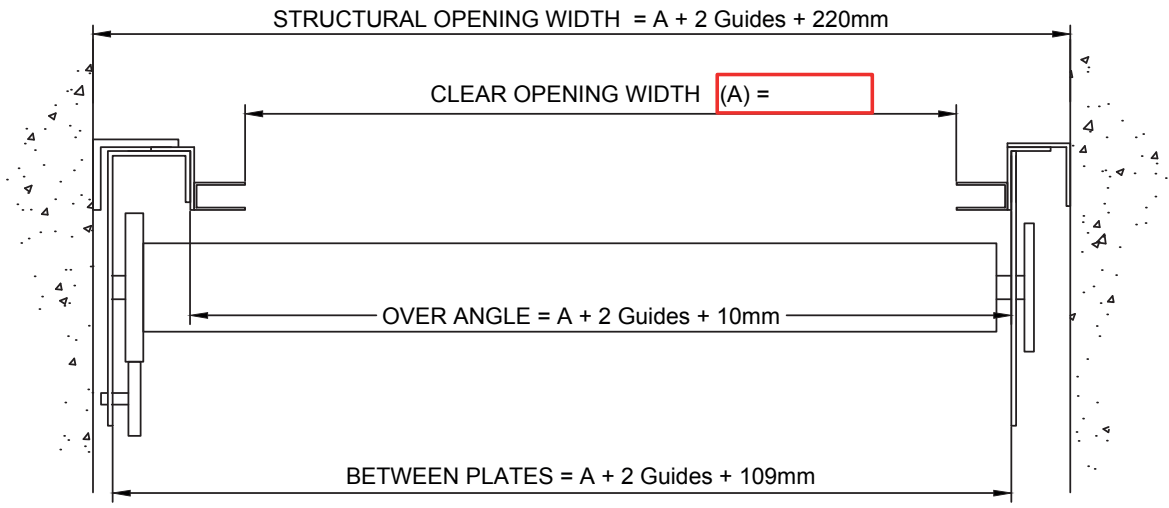 STRUCTURAL OPENING WIDTH = A + 2 Guides + 220mm
CLEAR OPENING WIDTH (A) =
OVER ANGLE = A + 2 Guides + 10mm
BETWEEN PLATES = A + 2 Guides + 109mm